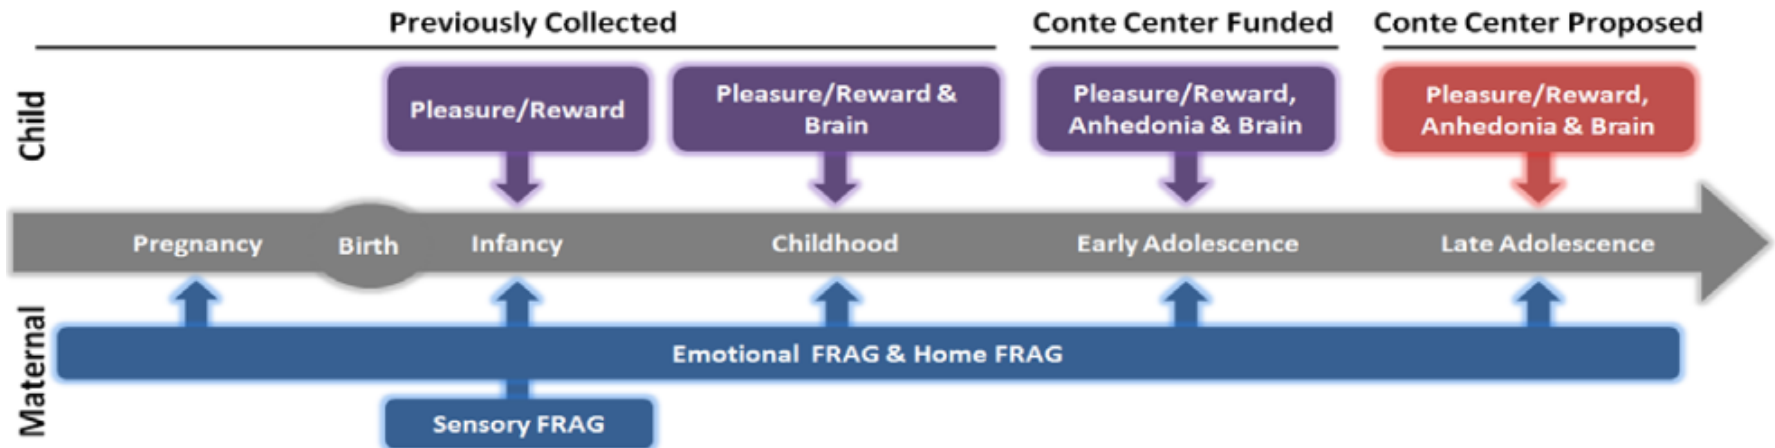 Previously Collected
Conte Center Funded
Conte Center Proposed
Child
Pleasure/Reward
Pleasure/Reward &
Brain
Pleasure/Reward,
Anhedonia & Brain
Pleasure/Reward,
Anhedonia & Brain
Pregnancy
Birth
Infancy
Childhood
Early Adolescence
Late Adolescence
Maternal
Emotional FRAG & Home FRAG
Sensory FRAG